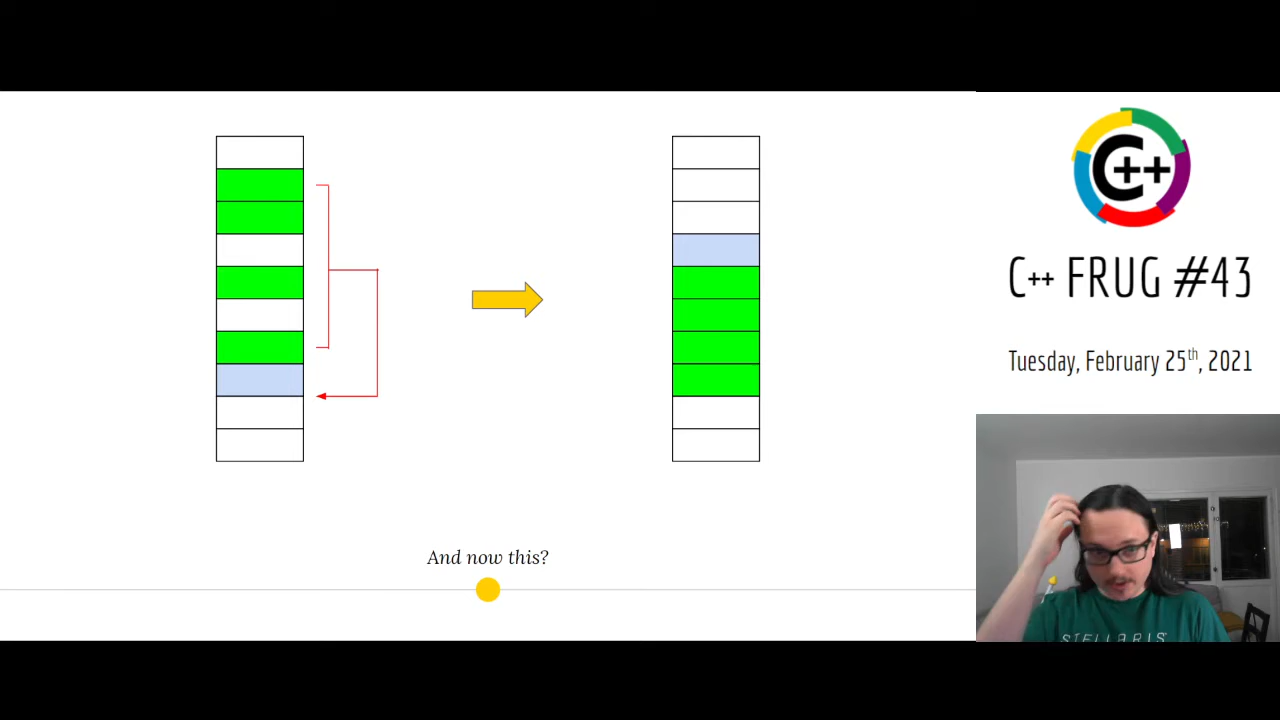 C++
C++ FRUG #43
Tuesday, February 25th, 2021
And now this?
STELLARIS